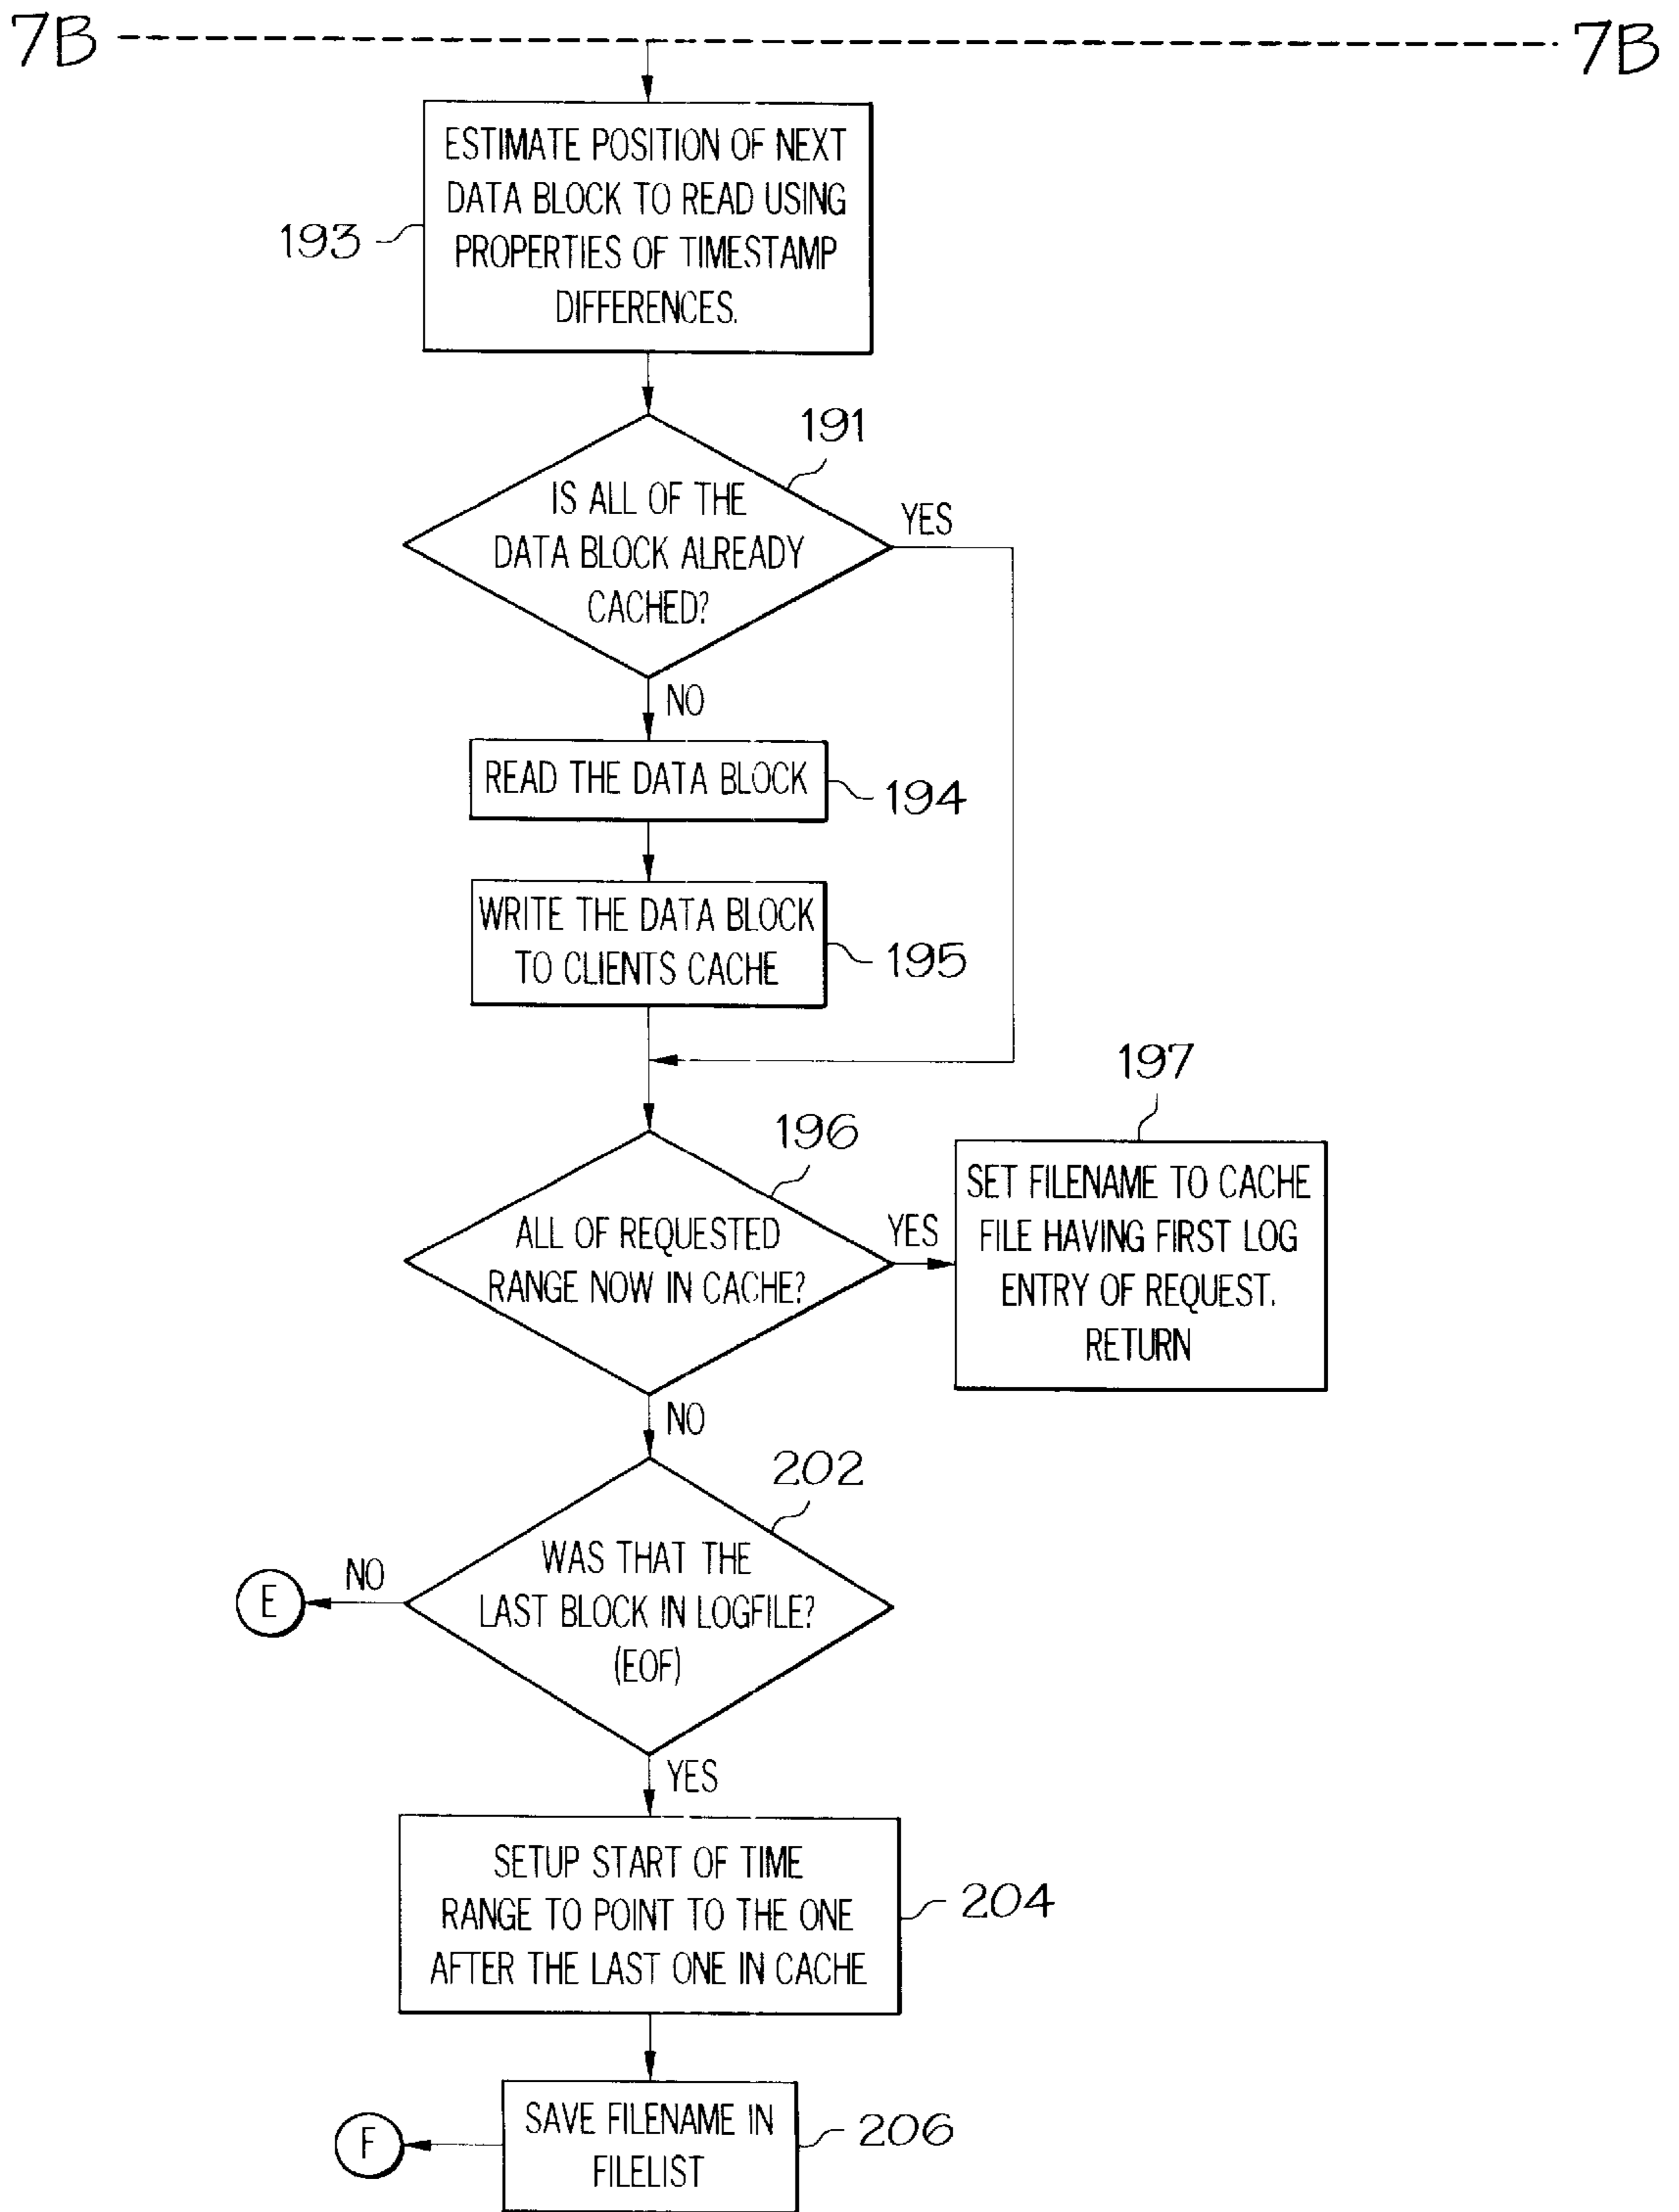 7B 7B
ESTIMATE POSITION OF NEXT
DATA BLOCK TO READ USING
PROPERTIES OF TIMESTAMP
DIFFERENCES.
193
191
IS ALL OF THE
DATA BLOCK ALREADY
CACHED?
YES
NO
READ THE DATA BLOCK
194
WRITE THE DATA BLOCK
TO CLIENTS CACHE
195
196
ALL OF REQUESTED
RANGE NOW IN CACHE?
YES
197
SET FILENAME TO CACHE
FILE HAVING FIRST LOG
ENTRY OF REQUEST.
RETURN
NO
202
WAS THAT THE
LAST BLOCK IN LOGFILE?
(EOF)
NO
E
YES
SETUP START OF TIME
RANGE TO POINT TO THE ONE
AFTER THE LAST ONE IN CACHE
204
SAVE FILENAME IN
FILELIST
206
F